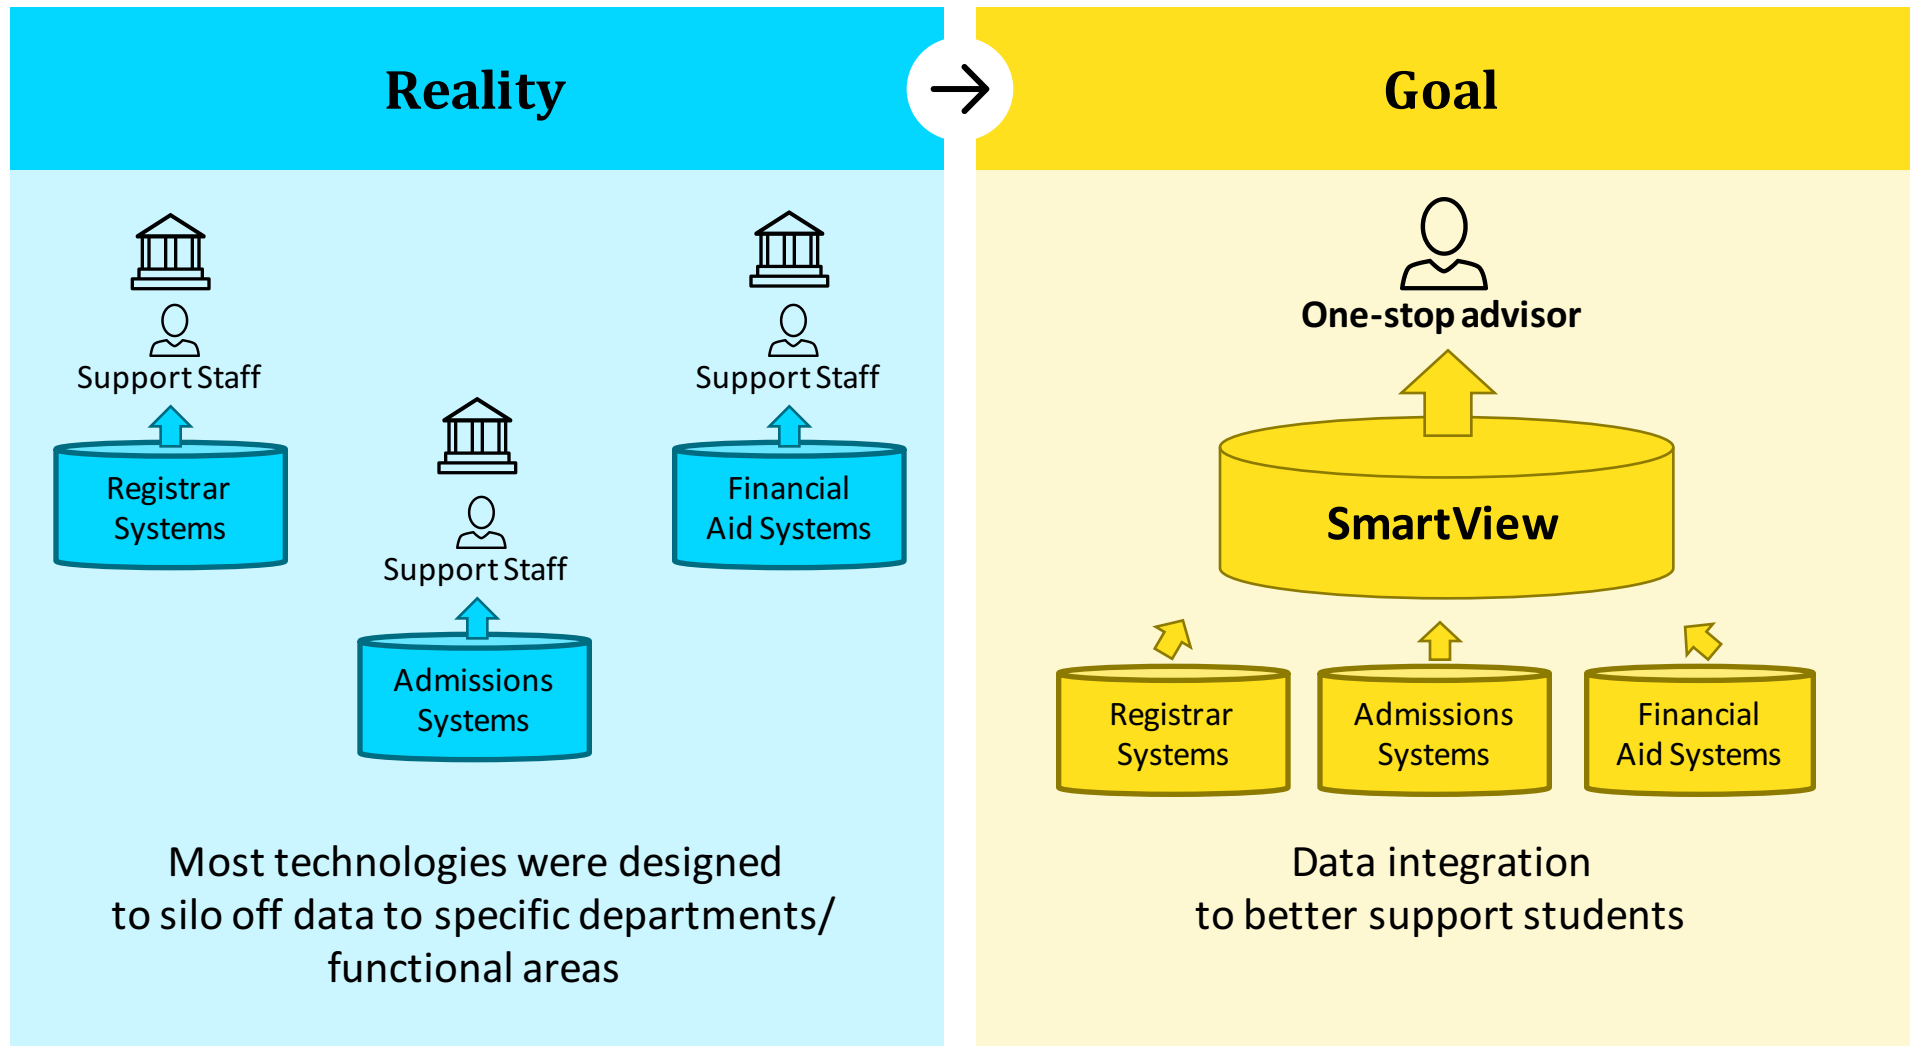 Reality
Support Staff
Registrar
Systems
Support Staff
Admissions
Systems
Support Staff
Financial
Aid Systems
Most technologies were designed
to silo off data to specific departments/
functional areas
Goal
One-stop advisor
SmartView
Registrar
Systems
Admissions
Systems
Financial
Aid Systems
Data integration
to better support students